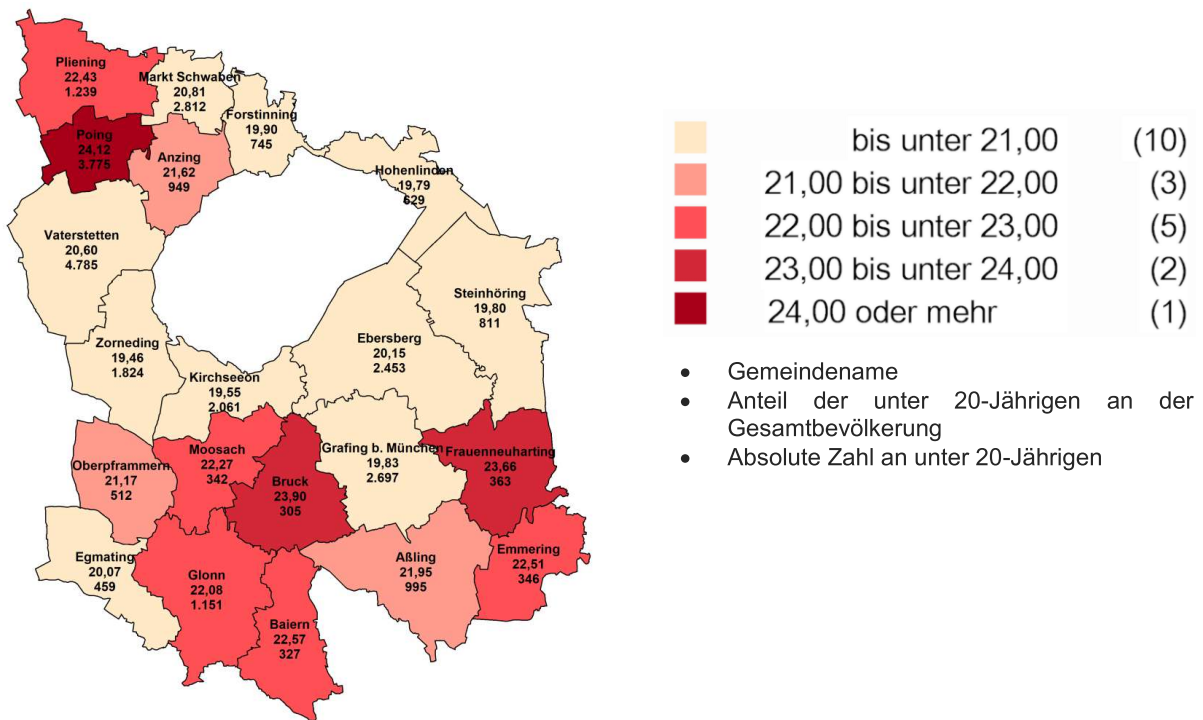 Pliening
22,43
1.239
Markt Schwaben
20,81
2.812
Forstinning
19,90
745
Poing
24,12
3.775
Anzing
21,62
949
Hohenlinden
19,79
629
Vaterstetten
20,60
4.785
Steinhöring
19,80
811
Zorneding
19,46
1.824
Ebersberg
20,15
2.453
Kirchseeon
19,55
2.061
Moosach
22,27
342
Grafing b. München
19,83
2.697
Frauenneuharting
23,66
363
Oberpframmern
21,17
512
Bruck
23,90
305
Egmating
20,07
459
Glonn
22,08
1.151
Aßling
21,95
995
Emmering
22,51
346
Baiern
22,57
327
bis unter 21,00 (10)
21,00 bis unter 22,00 (3)
22,00 bis unter 23,00 (5)
23,00 bis unter 24,00 (2)
24,00 oder mehr (1)
• Gemeindename
• Anteil der unter 20-Jährigen an der
Gesamtbevölkerung
• Absolute Zahl an unter 20-Jährigen